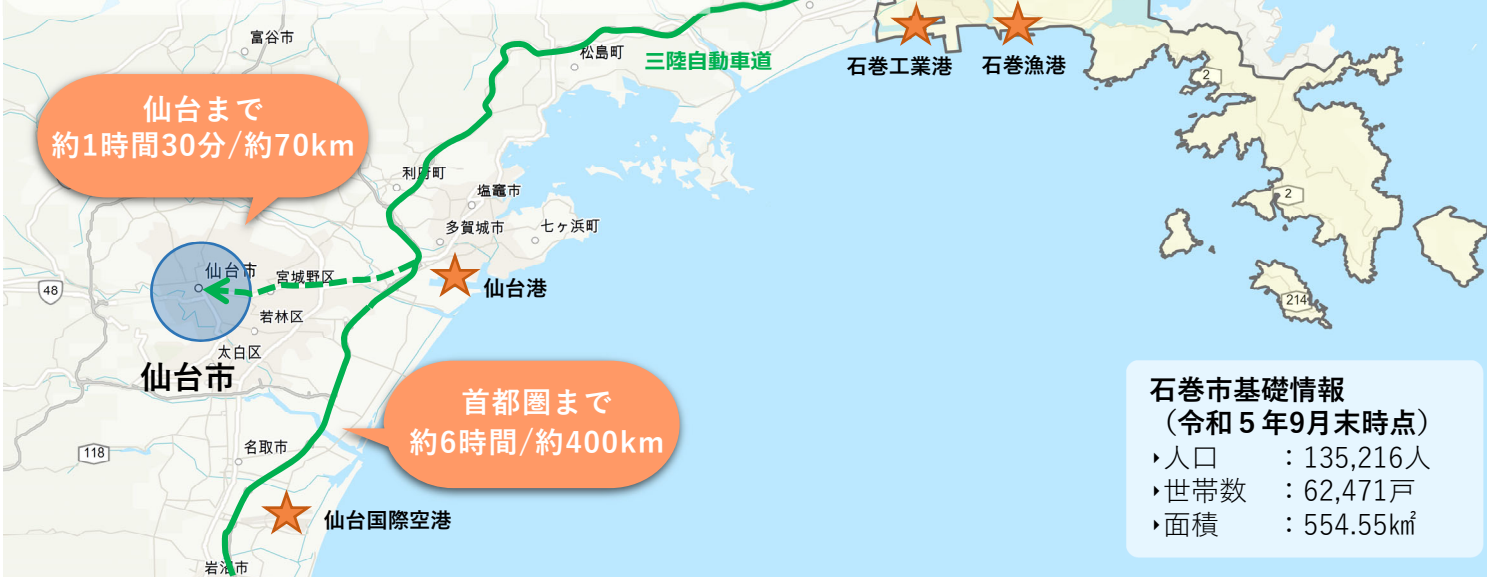 富谷市
松島町
三陸自動車道
石巻工業港
石巻漁港
2
仙台まで
約1時間30分/約70km
利府町
塩竈市
多賀城市
七ヶ浜町
2
仙台市
宮城野区
48
仙台港
214
若林区
太白区
仙台市
首都圏まで
約6時間/約400km
118
名取市
仙台国際空港
岩沼市
石巻市基礎情報
（令和５年9月末時点）
‣人口 ：135,216人
‣世帯数 ：62,471戸
‣面積 ：554.55㎢